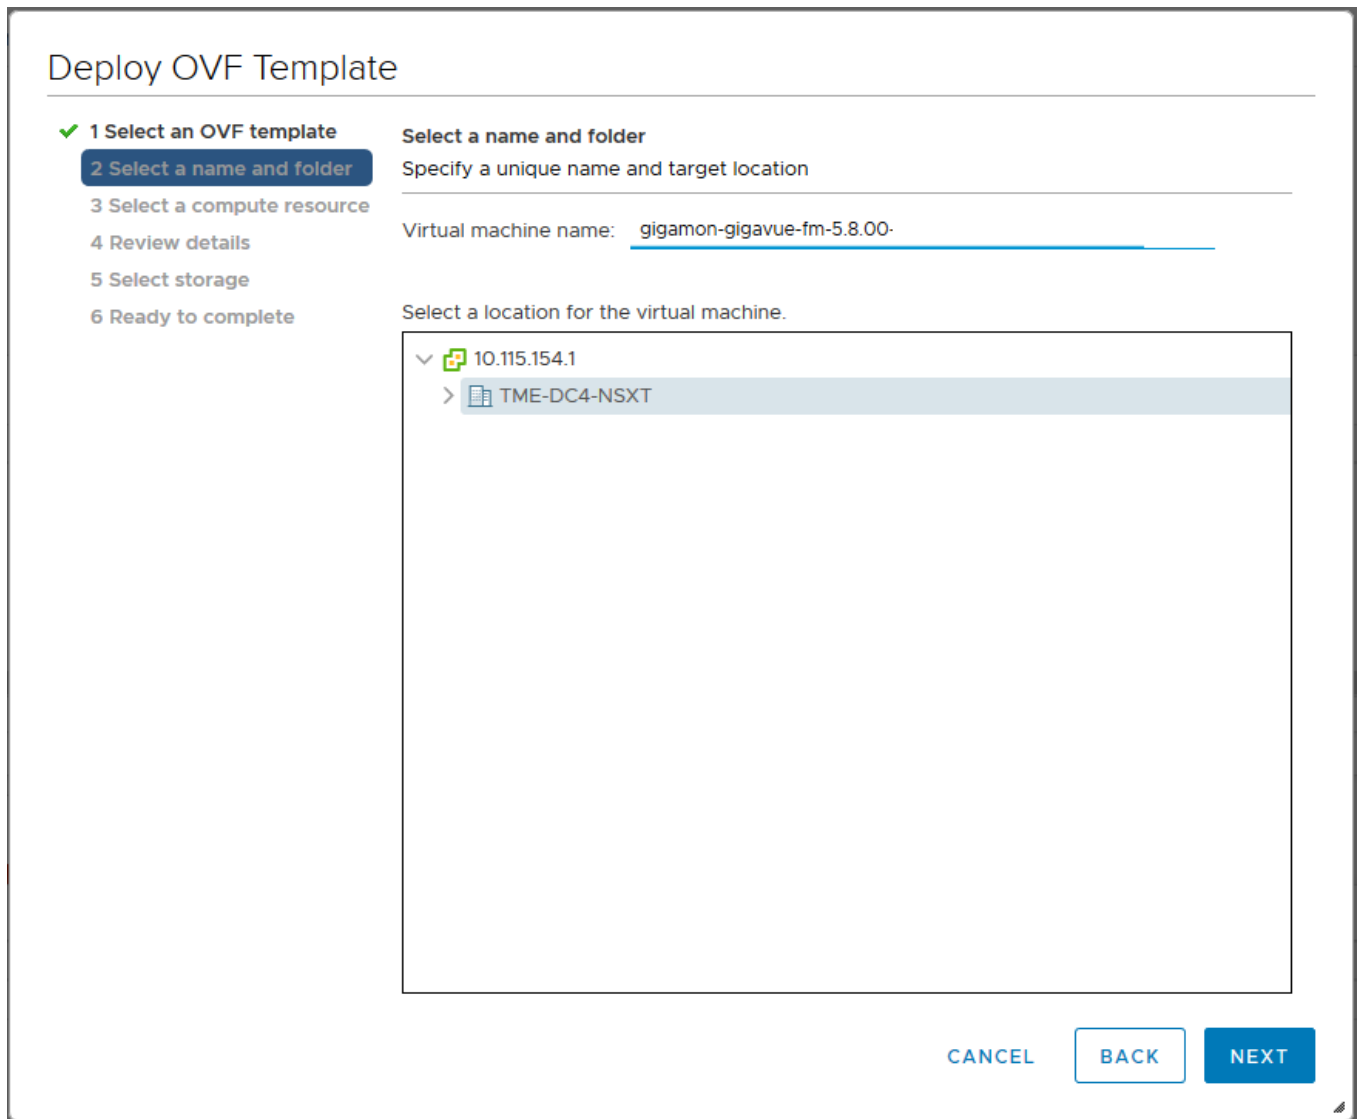 Deploy OVF Template
1 Select an OVF template
2 Select a name and folder
3 Select a compute resource
4 Review details
5 Select storage
6 Ready to complete
Select a name and folder
Specify a unique name and target location
Virtual machine name: gigamon-gigavue-fm-5.8.00-
Select a location for the virtual machine.
10.115.154.1
TME-DC4-NSXT
CANCEL BACK NEXT